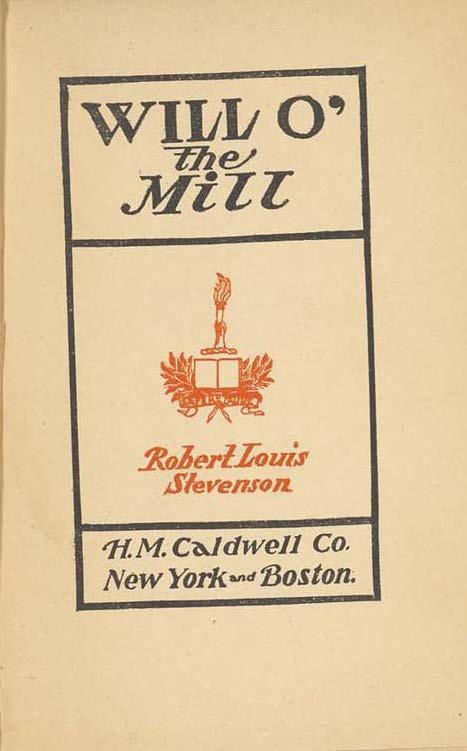 WILL O'
the
Mill
Robert Louis
Stevenson
H.M. Caldwell Co.
New York and Boston.